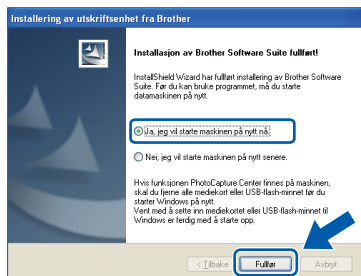 Installering av utskriftsenhet fra Brother
Installasjon av Brother Software Suite fullført!
InstallShield Wizard har fullført installering av Brother Software
Suite. Før du kan bruke programmet, må du starte
datamaskinen på nytt.
Ja, jeg vil starte maskinen på nytt nå.
Nei, jeg vil starte maskinen på nytt senere.
Hvis funksjonen PhotoCapture Center finnes på maskinen,
skal du fjerne alle mediekort eller USB-flash-minnet før du
starter Windows på nytt.
Vent med å sette inn mediekortet eller USB-flash-minnet til
Windows er ferdig med å starte opp.
< Tilbake
Fullfør
Avbryt